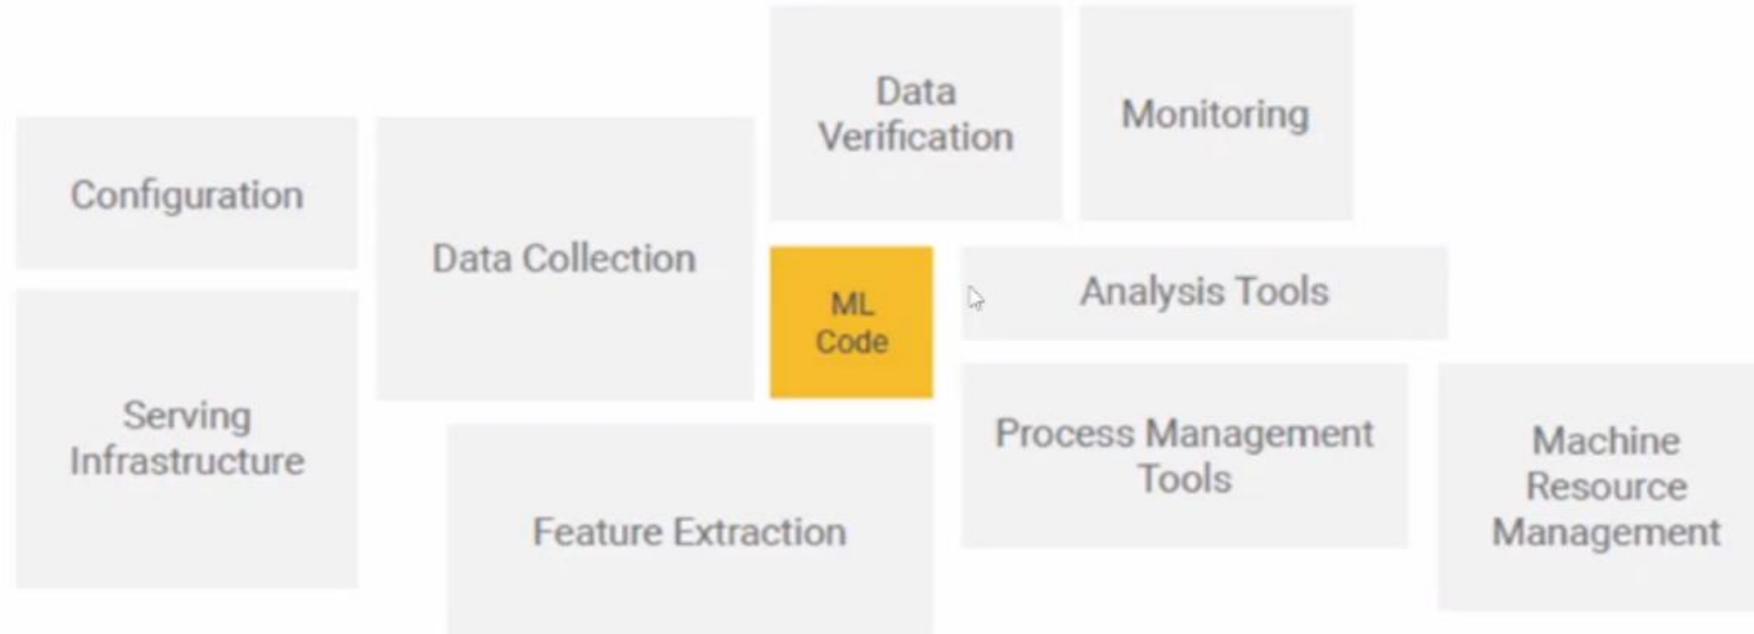 Data
Verification
Monitoring
Configuration
Data Collection
ML
Code
Analysis Tools
Serving
Infrastructure
Feature Extraction
Process Management
Tools
Machine
Resource
Management